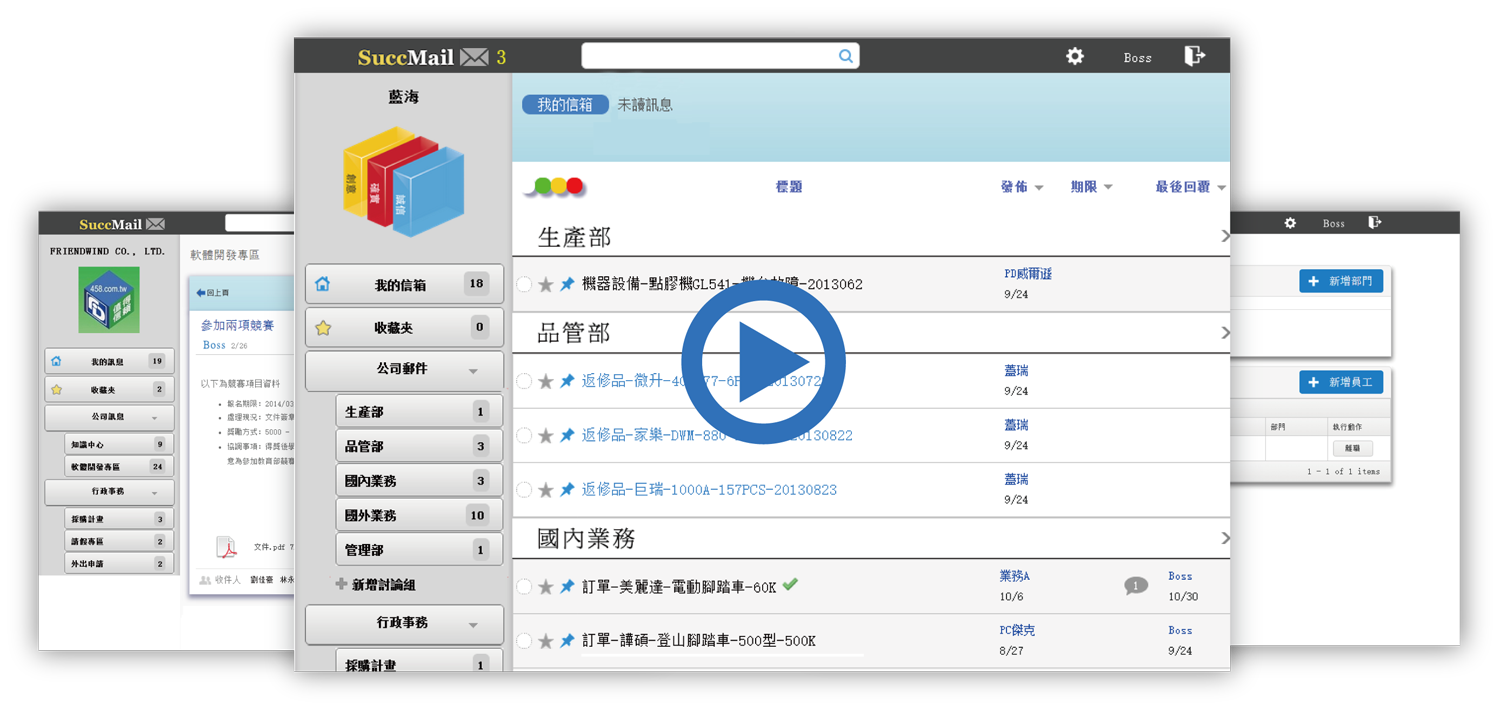 SuccMail 3
Boss
藍海
創意
確實
誠信
我的信箱 18
收藏夾 0
公司郵件
生產部 1
品管部 3
國內業務 3
國外業務 10
管理部 1
新增討論組
行政事務
採購計畫 1
我的信箱 未讀訊息
標題 發佈 期限 最後回覆
生產部
機器設備-點膠機GL541-機台故障-2013062
PD威爾遜
9/24
品管部
返修品-微升-40
77-6
2013072
蓋瑞
9/24
返修品-家樂-DWM-880-
20130822
蓋瑞
9/24
返修品-巨瑞-1000A-157PCS-20130823
蓋瑞
9/24
國內業務
訂單-美麗達-電動腳踏車-60K
業務A
10/6
1
Boss
10/30
訂單-譁碩-登山腳踏車-500型-500K
PC傑克
8/27
Boss
9/24
SuccMail
FRIENDWIND CO., LTD.
458.com.tw
我的訊息 19
收藏夾 2
公司訊息
知識中心 9
軟體開發專區 24
行政事務
採購計畫 3
請假專區 2
外出申請 2
軟體開發專區
回上頁
參加兩項競賽
Boss 2/26
以下為競賽項目資料
報名期限: 2014/03
處理現況: 文件簽章
獎勵方式: 5000 -
協調事項: 得獎後學
意為參加教育部競賽
文件.pdf 7
收件人 劉佳豪 林永
Boss
新增部門
新增員工
部門 執行動作
離職
1 - 1 of 1 items